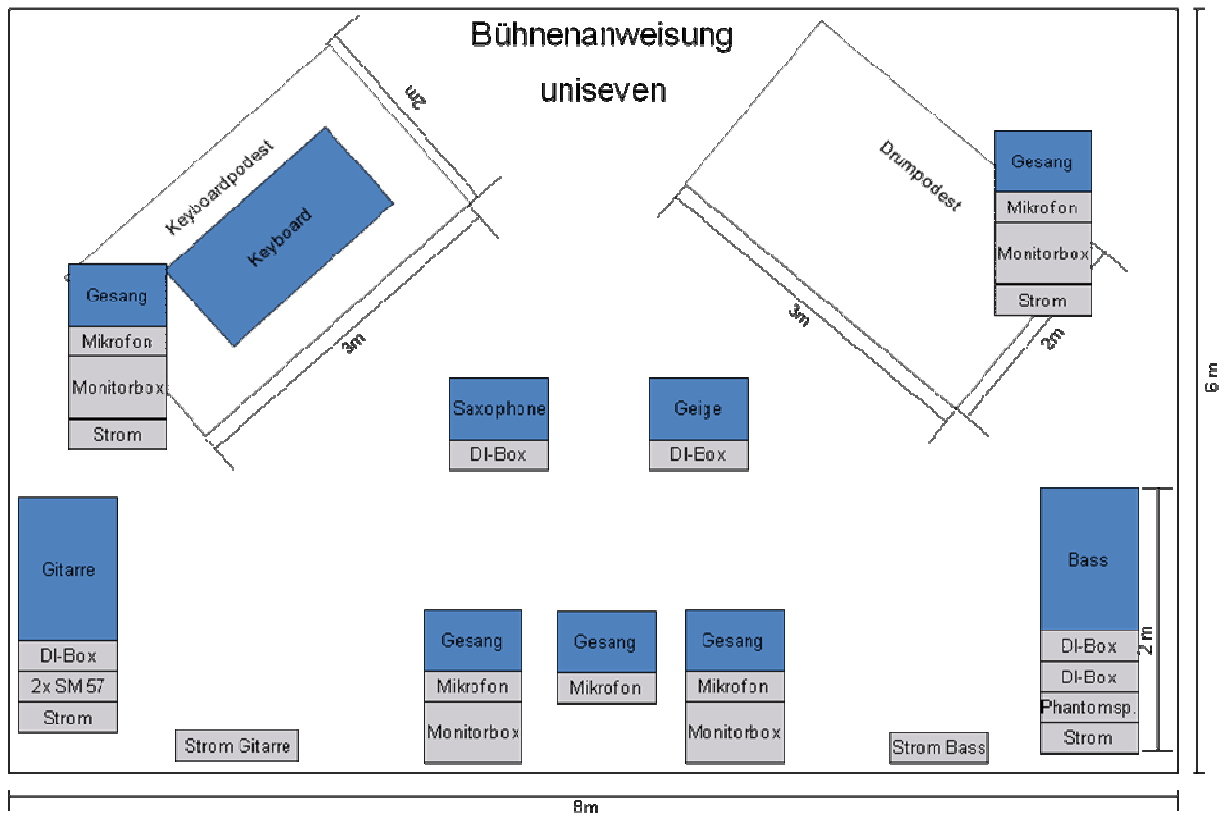 Bühnenanweisung
uniseven
2m
Keyboardpodest
Keyboard
3m
Gesang
Mikrofon
Monitorbox
Strom
Drumpodest
3m
2m
Gesang
Mikrofon
Monitorbox
Strom
6 m
Saxophone
DI-Box
Geige
DI-Box
Gitarre
DI-Box
2x SM 57
Strom
Strom Gitarre
Gesang
Mikrofon
Monitorbox
Gesang
Mikrofon
Gesang
Mikrofon
Monitorbox
Strom Bass
Bass
DI-Box
DI-Box
Phantomsp.
Strom
2 m
8m